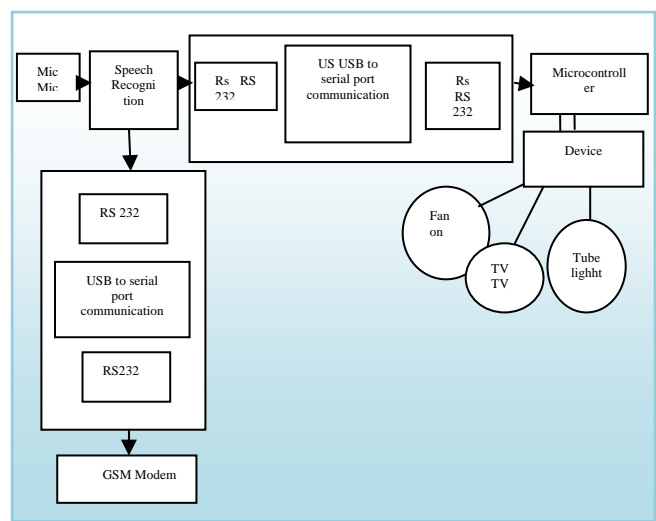 Mic
Mic
Speech
Recogni
tion
Rs RS
232
US USB to
serial port
communication
Rs
RS
232
Microcontroll
er
Device
Fan
on
TV
TV
Tube
lighht
RS 232
USB to serial
port
communication
RS232
GSM Modem